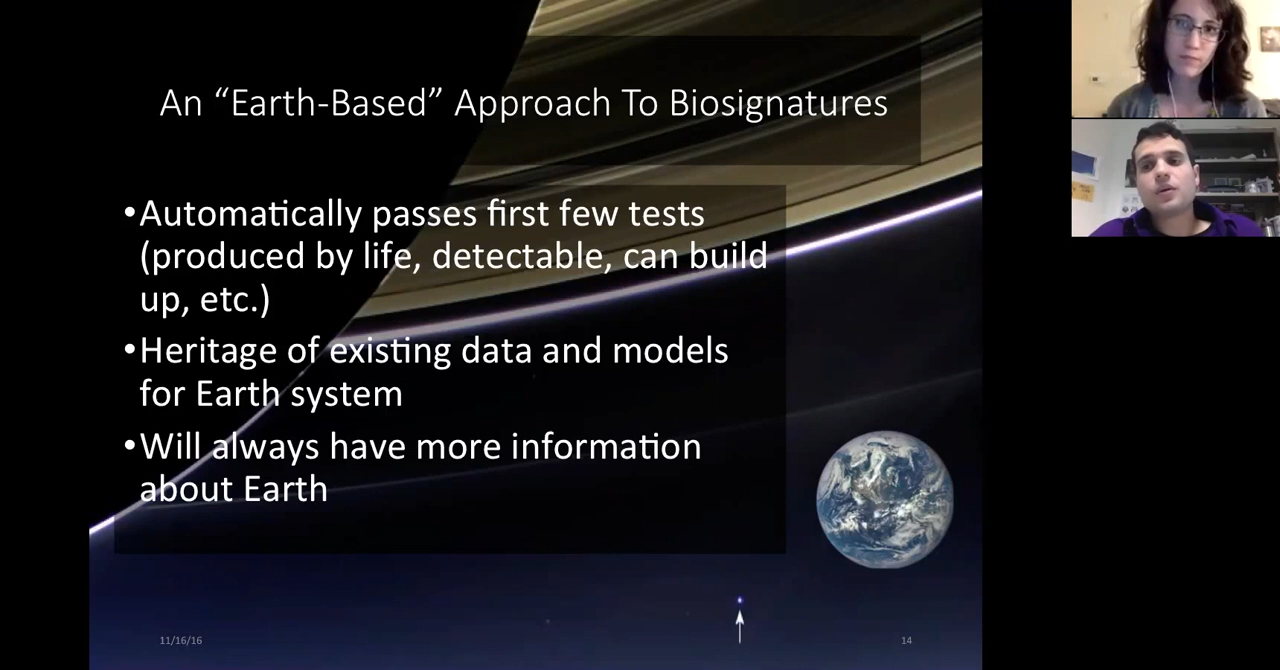 An “Earth-Based” Approach To Biosignatures
•Automatically passes first few tests
(produced by life, detectable, can build
up, etc.)
•Heritage of existing data and models
for Earth system
•Will always have more information
about Earth
11/16/16
14